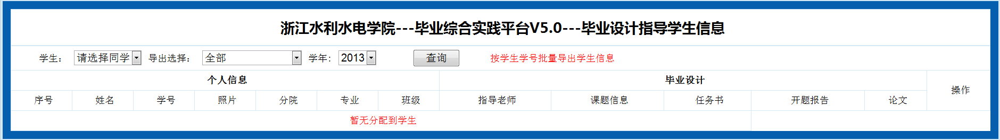 浙江水利水电学院---毕业综合实践平台V5.0---毕业设计指导学生信息
学生： 请选择同学 导出选择： 全部 学年： 2013 查询 按学生学号批量导出学生信息
个人信息 毕业设计 操作
序号 姓名 学号 照片 分院 专业 班级 指导老师 课题信息 任务书 开题报告 论文
暂无分配到学生